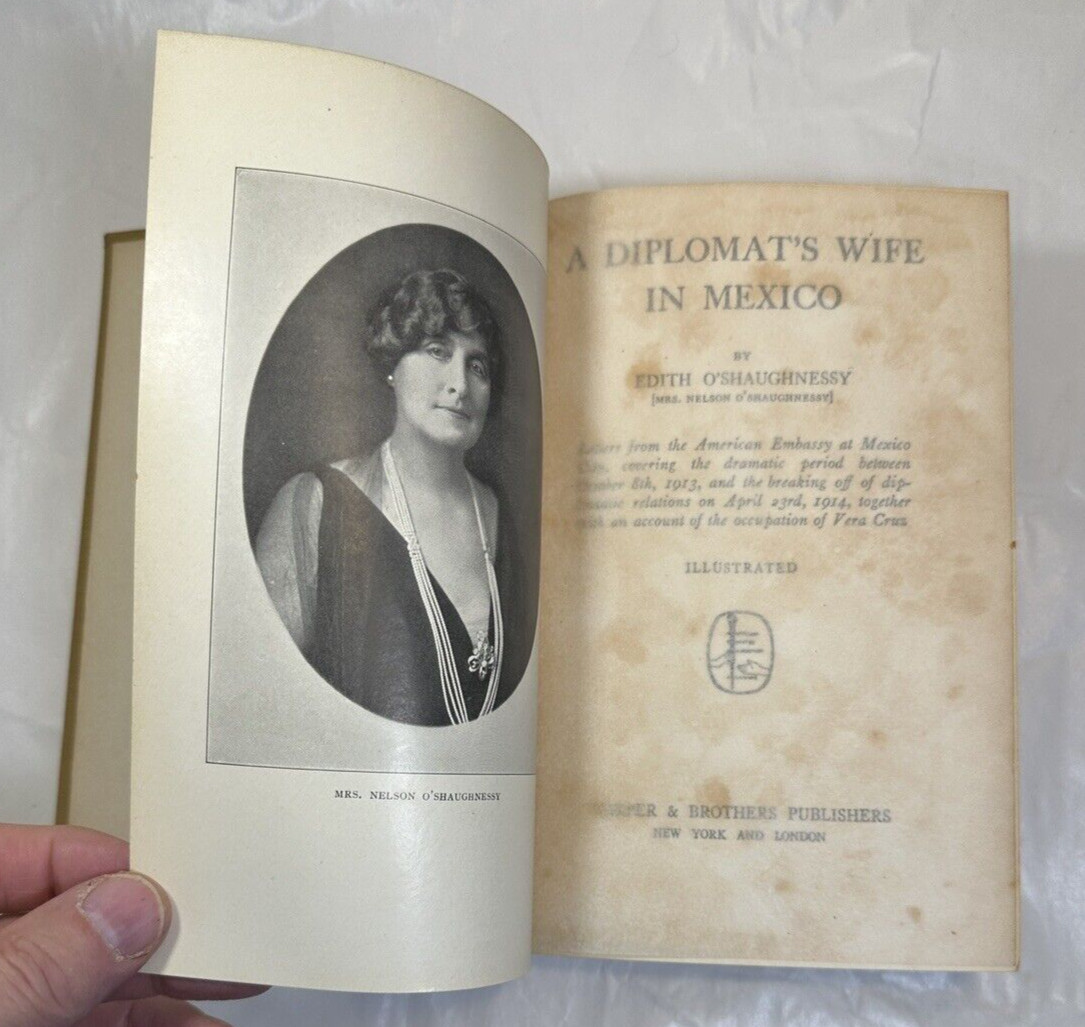 MRS. NELSON O'SHAUGHNESSY
A DIPLOMAT'S WIFE
IN MEXICO
BY
EDITH O'SHAUGHNESSY
[MRS. NELSON O'SHAUGHNESSY]
from the American Embassy at Mexico
covering the dramatic period between
8th, 1913, and the breaking off of dip-
relations on April 23rd, 1914, together
an account of the occupation of Vera Cruz
ILLUSTRATED
& BROTHERS PUBLISHERS
NEW YORK AND LONDON